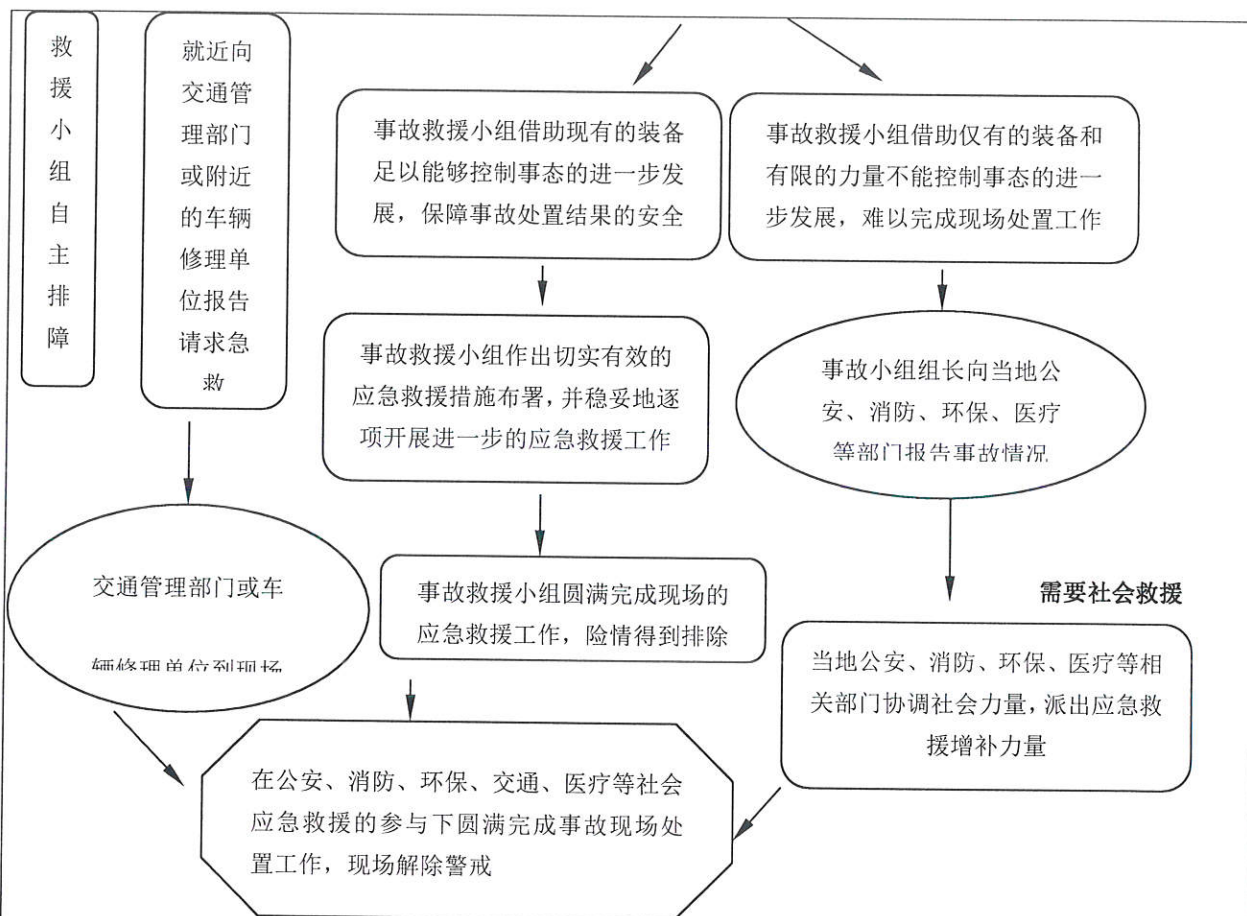 救
援
小
组
自
主
排
障
就近向
交通管
理部门
或附近
的车辆
修理单
位报告
请求急
救
事故救援小组借助现有的装备
足以能够控制事态的进一步发
展，保障事故处置结果的安全
事故救援小组借助仅有的装备和
有限的力量不能控制事态的进一
步发展，难以完成现场处置工作
事故救援小组作出切实有效的
应急救援措施布署，并稳妥地逐
项开展进一步的应急救援工作
事故小组组长向当地公
安、消防、环保、医疗
等部门报告事故情况
交通管理部门或车
辆修理单位到现场
事故救援小组圆满完成现场的
应急救援工作，险情得到排除
需要社会救援
当地公安、消防、环保、医疗等相
关部门协调社会力量，派出应急救
援增补力量
在公安、消防、环保、交通、医疗等社会
应急救援的参与下圆满完成事故现场处
置工作，现场解除警戒